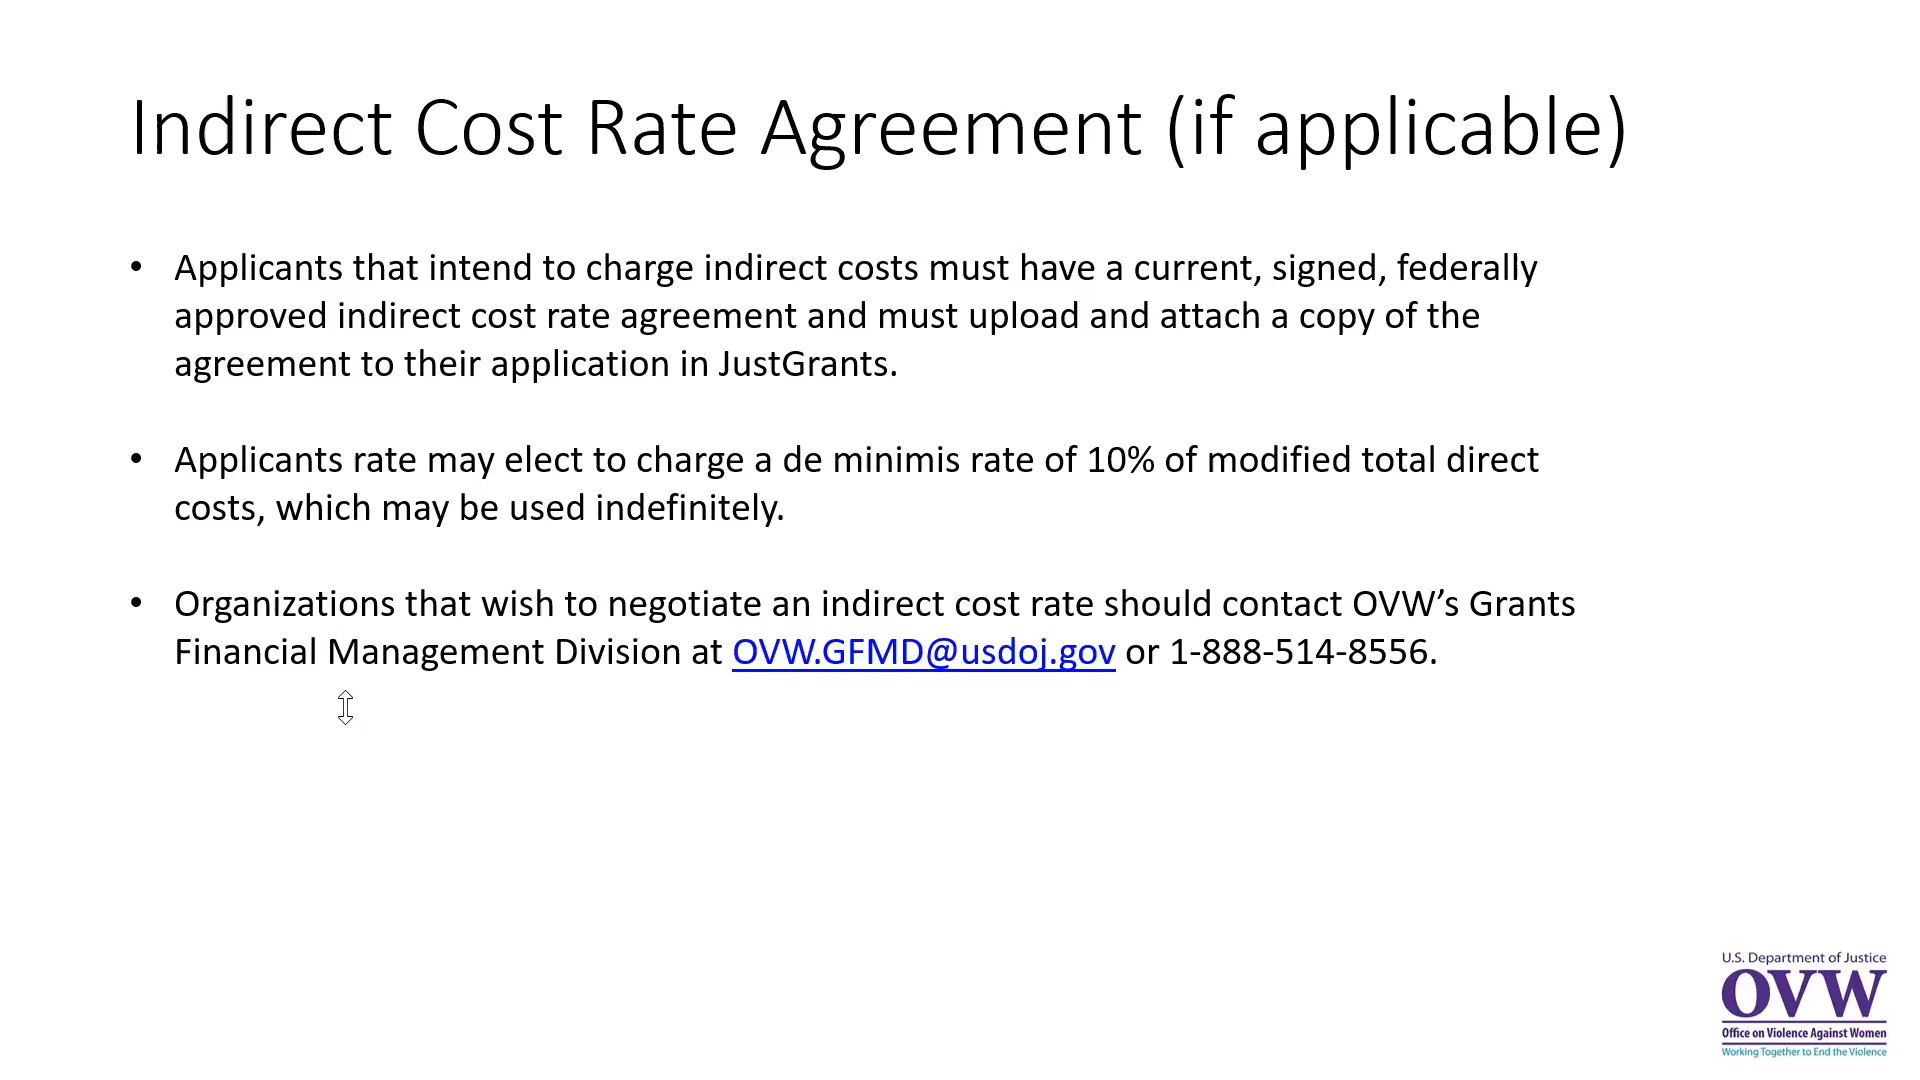 Indirect Cost Rate Agreement (if applicable)
• Applicants that intend to charge indirect costs must have a current, signed, federally
approved indirect cost rate agreement and must upload and attach a copy of the
agreement to their application in JustGrants.
• Applicants rate may elect to charge a de minimis rate of 10% of modified total direct
costs, which may be used indefinitely.
• Organizations that wish to negotiate an indirect cost rate should contact OVW’s Grants
Financial Management Division at OVW.GFMD@usdoj.gov or 1-888-514-8556.
U.S. Department of Justice
OVW
Office on Violence Against Women
Working Together to End the Violence